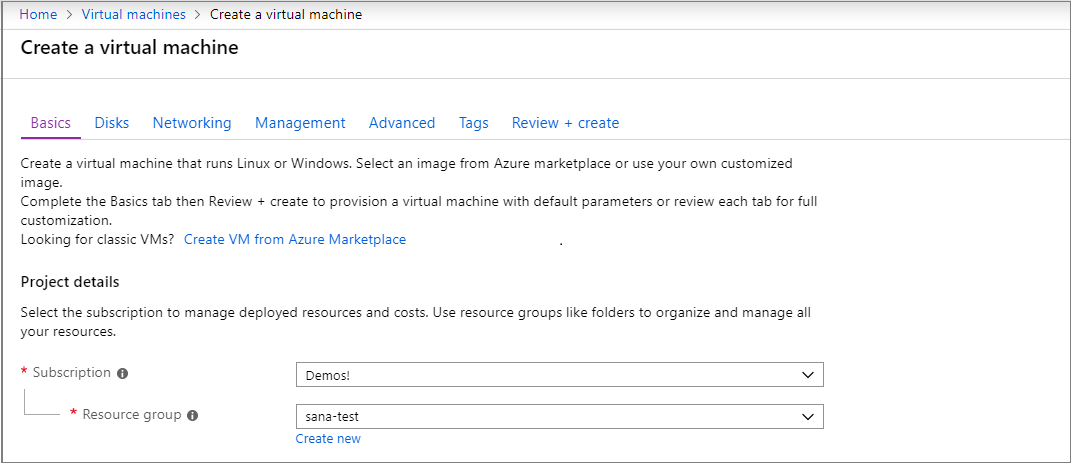 Home > Virtual machines > Create a virtual machine
Create a virtual machine
Basics Disks Networking Management Advanced Tags Review + create
Create a virtual machine that runs Linux or Windows. Select an image from Azure marketplace or use your own customized
image.
Complete the Basics tab then Review + create to provision a virtual machine with default parameters or review each tab for full
customization.
Looking for classic VMs? Create VM from Azure Marketplace .
Project details
Select the subscription to manage deployed resources and costs. Use resource groups like folders to organize and manage all
your resources.
* Subscription Demos!
* Resource group sana-test
Create new